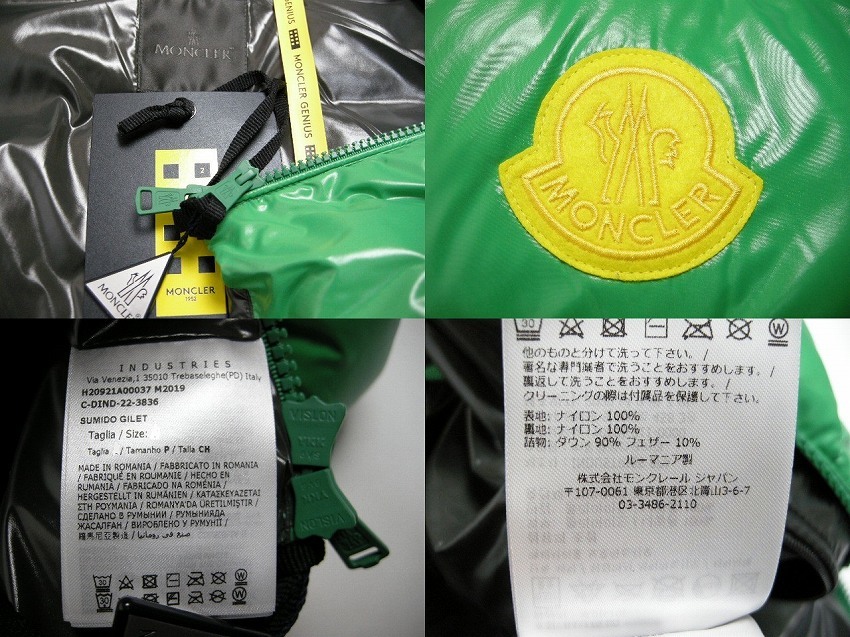 MONCLER
GENIUS
MONCLER GENIUS
2
MONCLER
1952
MONCLER
MONCLER
INDUSTRIES
Via Venezia,1 35010 Trebaseleghe(PD) Italy
H20921A00037 M2019
C-DIND-22-3836
SUMIDO GILET
Taglia / Size:
Taglia / Tamanho P / Talla CH
MADE IN ROMANIA / FABBRICATO IN ROMANIA
/ FABRIQUÉ EN ROUMANIE / HECHO EN
RUMANIA / FABRICADO NA ROMÉNIA /
HERGESTELLT IN RUMÄNIEN / ΚΑΤΑΣΚΕΥΑΖΕΤΑΙ
ΣΤΗ ΡΟΥΜΑΝΙΑ / ROMANYA'DA ÜRETILMIŞTIR /
СДЕЛАНО В РУМЫНИИ / РУМЫНИЯДА
ЖАСАЛҒАН / ВИРОБЛЕНО У РУМУНІЇ /
羅馬尼亞製造 / صنع في رومانيا
VISLON
YKK
YKK
VISLON
30
W
30
W
30
W
他のものと分けて洗って下さい。/
著名な専門業者で洗うことをおすすめします。/
裏返して洗うことをおすすめします。/
クリーニングの際は付属品を保護して下さい。
表地: ナイロン 100%
裏地: ナイロン 100%
詰物: ダウン 90% フェザー 10%
ルーマニア製
株式会社モンクレール ジャパン
〒107-0061 東京都港区北青山3-6-7
03-3486-2110